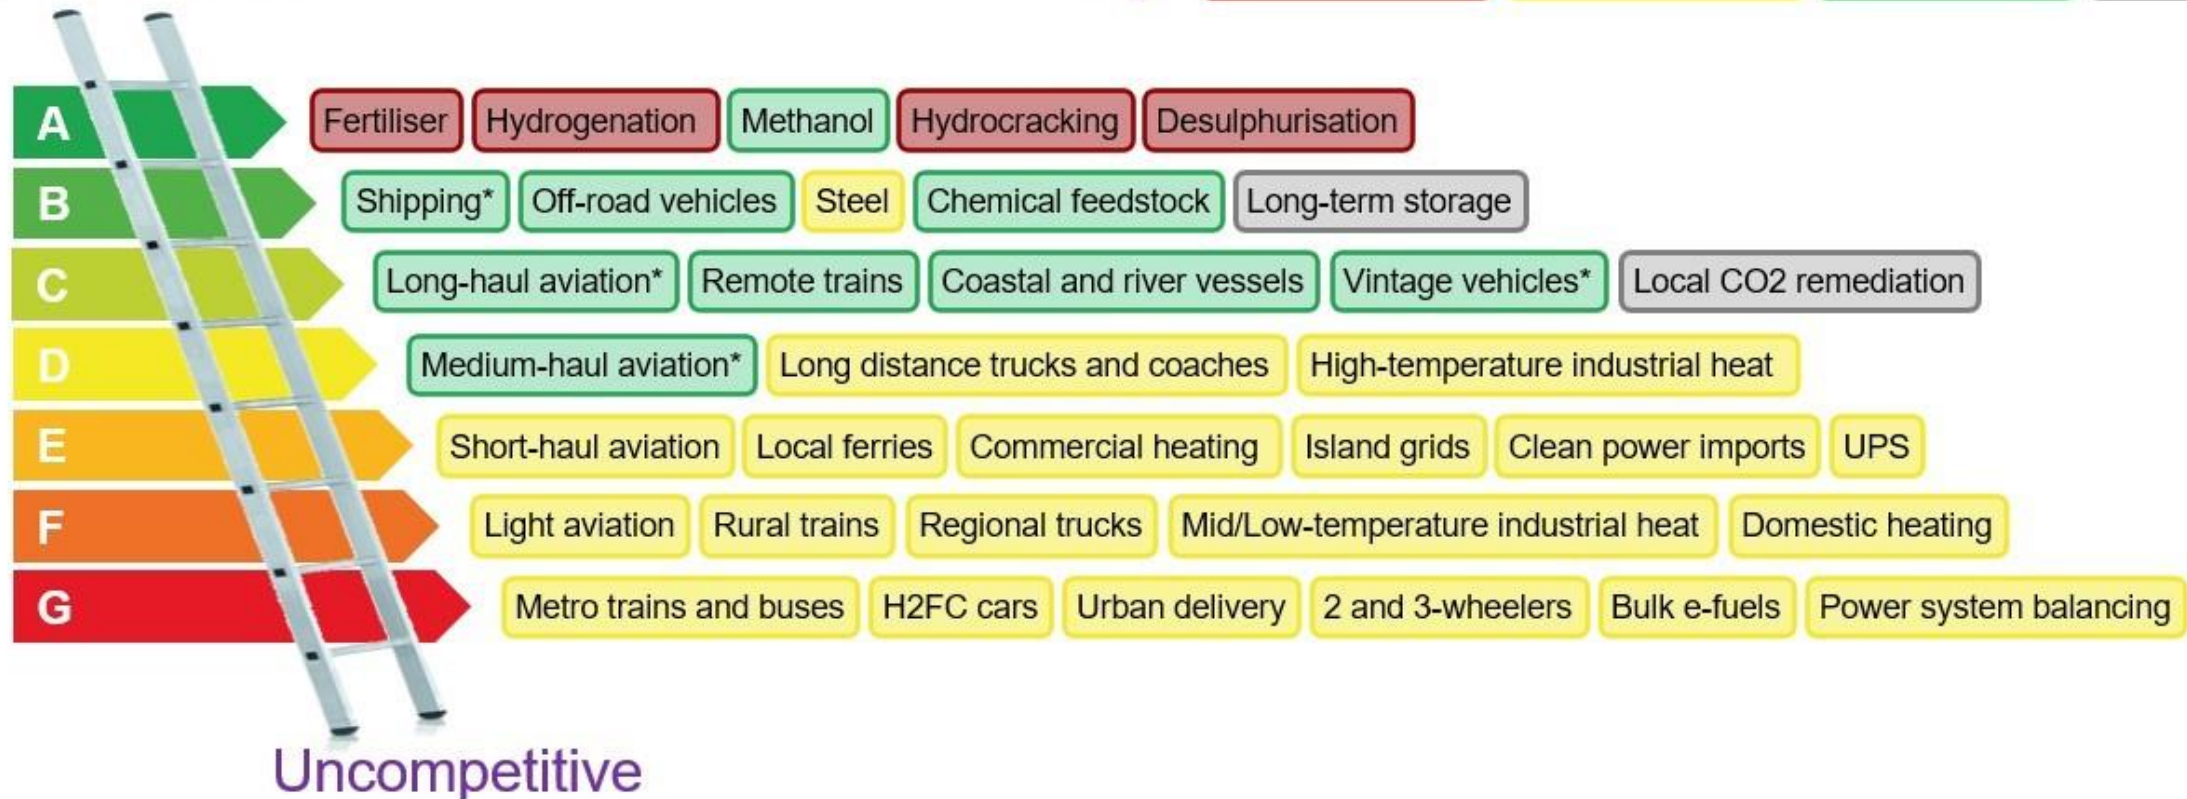 A Fertiliser Hydrogenation Methanol Hydrocracking Desulphurisation
B Shipping* Off-road vehicles Steel Chemical feedstock Long-term storage
C Long-haul aviation* Remote trains Coastal and river vessels Vintage vehicles* Local CO2 remediation
D Medium-haul aviation* Long distance trucks and coaches High-temperature industrial heat
E Short-haul aviation Local ferries Commercial heating Island grids Clean power imports UPS
F Light aviation Rural trains Regional trucks Mid/Low-temperature industrial heat Domestic heating
G Metro trains and buses H2FC cars Urban delivery 2 and 3-wheelers Bulk e-fuels Power system balancing
Uncompetitive